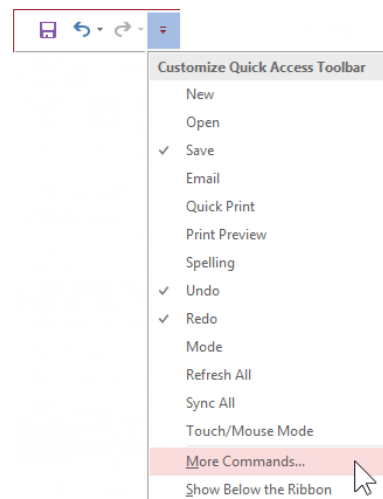 Customize Quick Access Toolbar
New
Open
Save
Email
Quick Print
Print Preview
Spelling
Undo
Redo
Mode
Refresh All
Sync All
Touch/Mouse Mode
More Commands...
Show Below the Ribbon